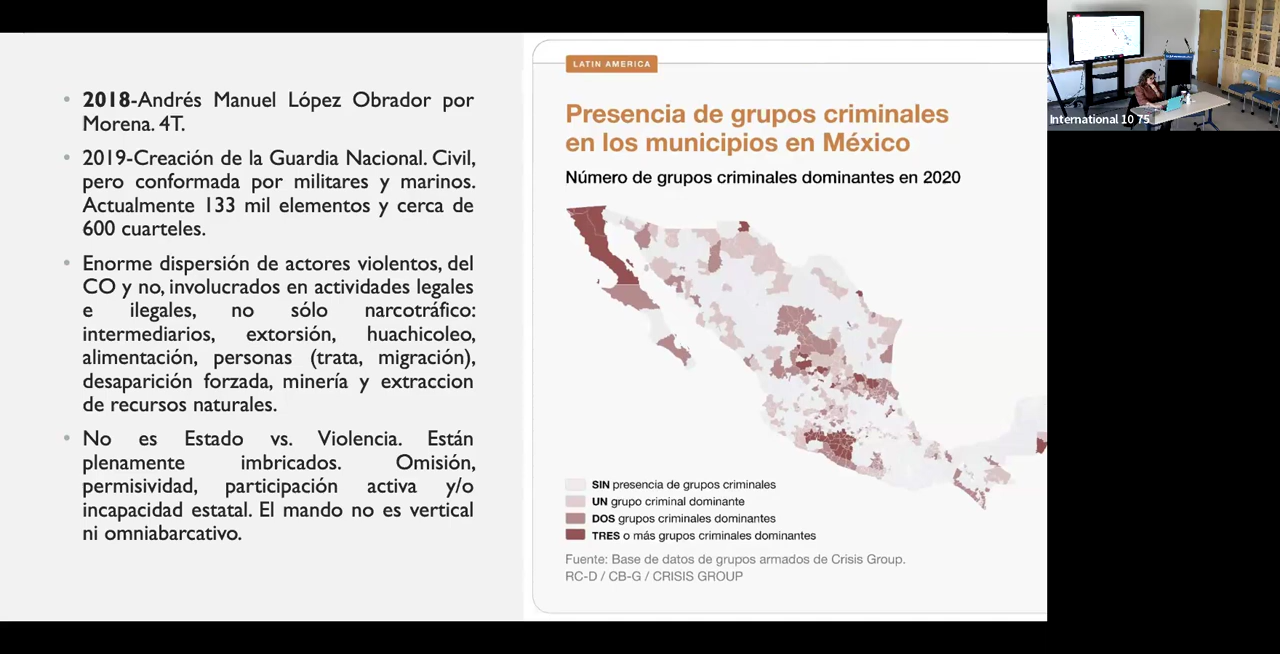 2018-Andrés Manuel López Obrador por
Morena. 4T.
2019-Creación de la Guardia Nacional. Civil,
pero conformada por militares y marinos.
Actualmente 133 mil elementos y cerca de
600 cuarteles.
Enorme dispersión de actores violentos, del
CO y no, involucrados en actividades legales
e ilegales, no sólo narcotráfico:
intermediarios, extorsión, huachicoleo,
alimentación, personas (trata, migración),
desaparición forzada, minería y extraccion
de recursos naturales.
No es Estado vs. Violencia. Están
plenamente imbricados. Omisión,
permisividad, participación activa y/o
incapacidad estatal. El mando no es vertical
ni omniabarcativo.
LATIN AMERICA
Presencia de grupos criminales
en los municipios en México
Número de grupos criminales dominantes en 2020
SIN presencia de grupos criminales
UN grupo criminal dominante
DOS grupos criminales dominantes
TRES o más grupos criminales dominantes
Fuente: Base de datos de grupos armados de Crisis Group.
RC-D / CB-G / CRISIS GROUP
International 10 75